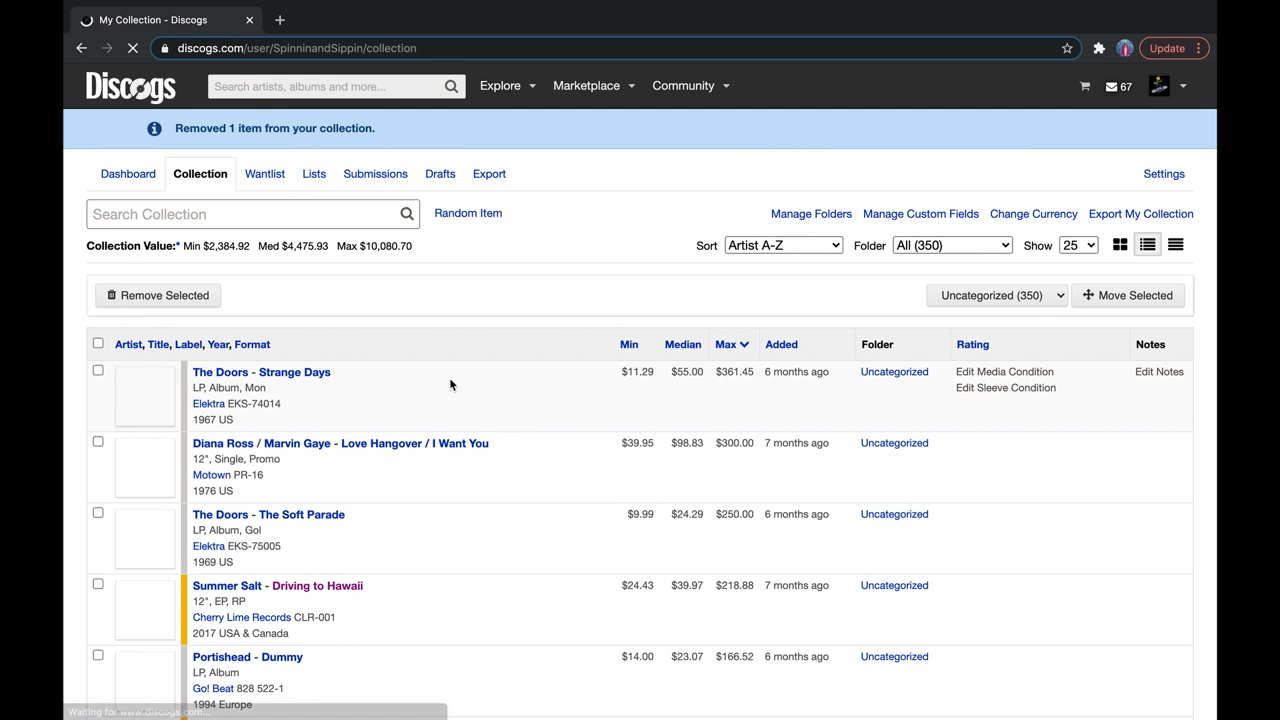 My Collection - Discogs
discogs.com/user/SpinninandSippin/collection
Update
Discogs
Search artists, albums and more...
Explore
Marketplace
Community
67
Removed 1 item from your collection.
Dashboard
Collection
Wantlist
Lists
Submissions
Drafts
Export
Settings
Search Collection
Random Item
Manage Folders
Manage Custom Fields
Change Currency
Export My Collection
Collection Value:* Min $2,384.92 Med $4,475.93 Max $10,080.70
Sort
Artist A-Z
Folder
All (350)
Show
25
Remove Selected
Uncategorized (350)
Move Selected
Artist, Title, Label, Year, Format
Min
Median
Max
Added
Folder
Rating
Notes
The Doors - Strange Days
$11.29
$55.00
$361.45
6 months ago
Uncategorized
Edit Media Condition
Edit Notes
LP, Album, Mon
Edit Sleeve Condition
Elektra EKS-74014
1967 US
Diana Ross / Marvin Gaye - Love Hangover / I Want You
$39.95
$98.83
$300.00
7 months ago
Uncategorized
12", Single, Promo
Motown PR-16
1976 US
The Doors - The Soft Parade
$9.99
$24.29
$250.00
6 months ago
Uncategorized
LP, Album, Gol
Elektra EKS-75005
1969 US
Summer Salt - Driving to Hawaii
$24.43
$39.97
$218.88
7 months ago
Uncategorized
12", EP, RP
Cherry Lime Records CLR-001
2017 USA & Canada
Portishead - Dummy
$14.00
$23.07
$166.52
6 months ago
Uncategorized
LP, Album
Go! Beat 828 522-1
1994 Europe
Waiting for www.discogs.com...